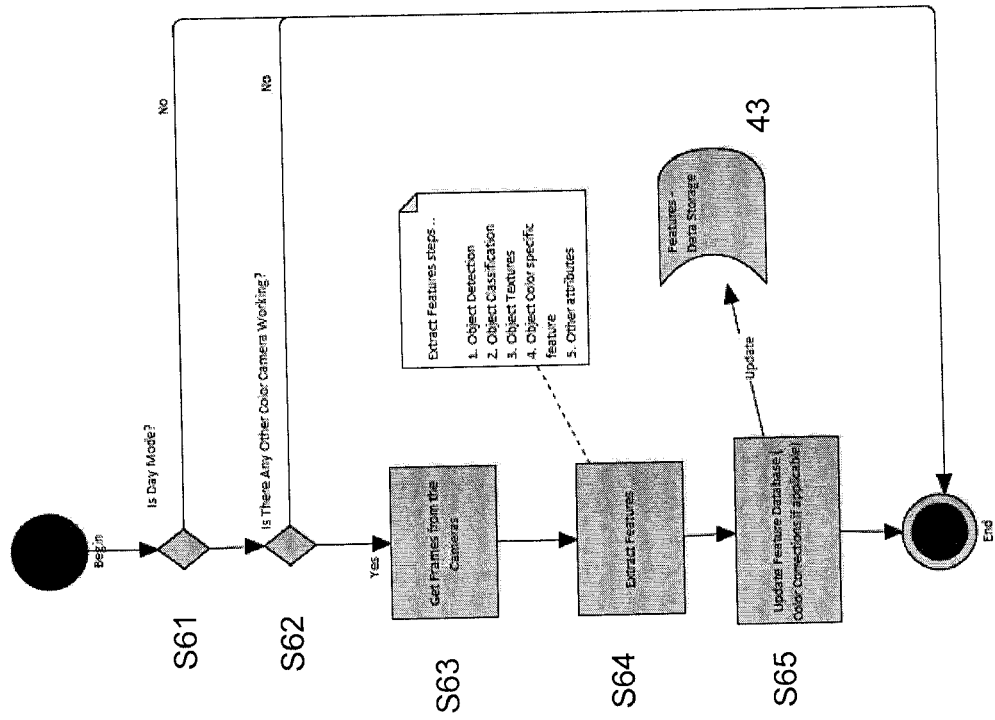 Begin
Is Day Mode?
No
S61
Is There Any Other Color Camera Working?
No
S62
Yes
Get Frames from the
Cameras
S63
Extract Features steps...
1. Object Detection
2. Object Classification
3. Object Textures
4. Object Color specific
feature
5. Other attributes
Extract Features
S64
Update Feature Database (
Color Corrections if applicable)
S65
Update
Features -
Data Storage
43
End